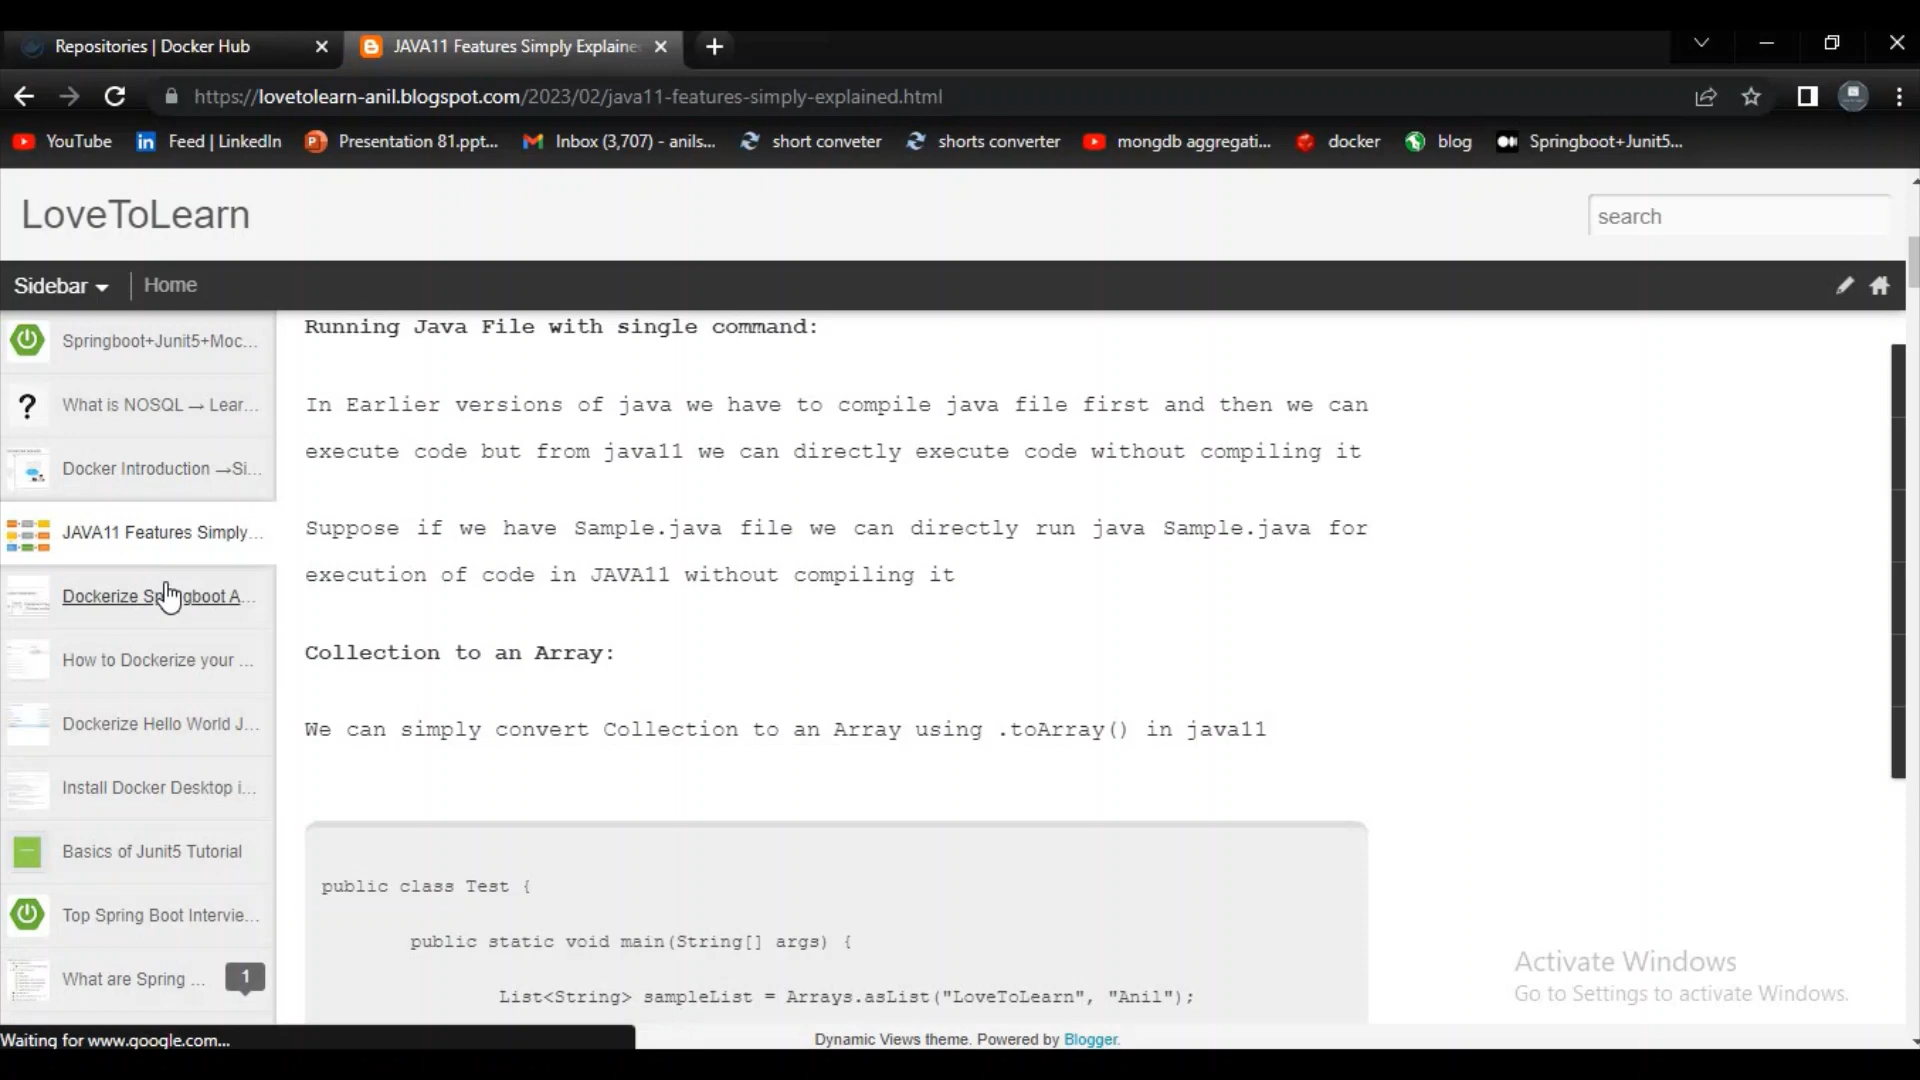 Repositories | Docker Hub
JAVA11 Features Simply Explaine
https://lovetolearn-anil.blogspot.com/2023/02/java11-features-simply-explained.html
YouTube
Feed | LinkedIn
Presentation 81.ppt...
Inbox (3,707) - anils...
short conveter
shorts converter
mongdb aggregati...
docker
blog
Springboot+Junit5...
LoveToLearn
search
Sidebar
Home
Springboot+Junit5+Moc...
What is NOSQL → Lear...
Docker Introduction →Si...
JAVA11 Features Simply...
Dockerize Springboot A...
How to Dockerize your ...
Dockerize Hello World J...
Install Docker Desktop i...
Basics of Junit5 Tutorial
Top Spring Boot Intervie...
What are Spring ...
1
Running Java File with single command:
In Earlier versions of java we have to compile java file first and then we can
execute code but from java11 we can directly execute code without compiling it
Suppose if we have Sample.java file we can directly run java Sample.java for
execution of code in JAVA11 without compiling it
Collection to an Array:
We can simply convert Collection to an Array using .toArray() in java11
public class Test {
public static void main(String[] args) {
List<String> sampleList = Arrays.asList("LoveToLearn", "Anil");
Activate Windows
Go to Settings to activate Windows.
Waiting for www.google.com...
Dynamic Views theme. Powered by Blogger.